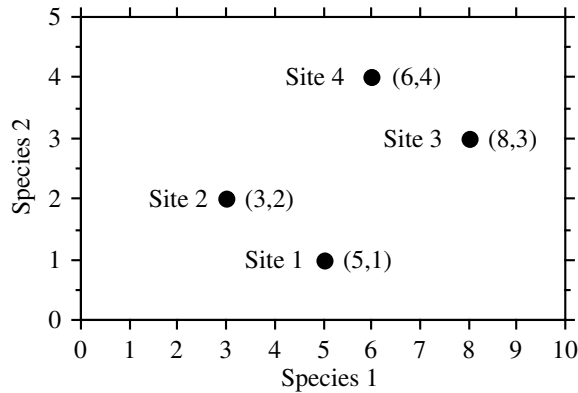 5
Site 4 (6,4)
4
Site 3 (8,3)
3
Species 2
Site 2 (3,2)
2
Site 1 (5,1)
1
0
0 1 2 3 4 5 6 7 8 9 10
Species 1